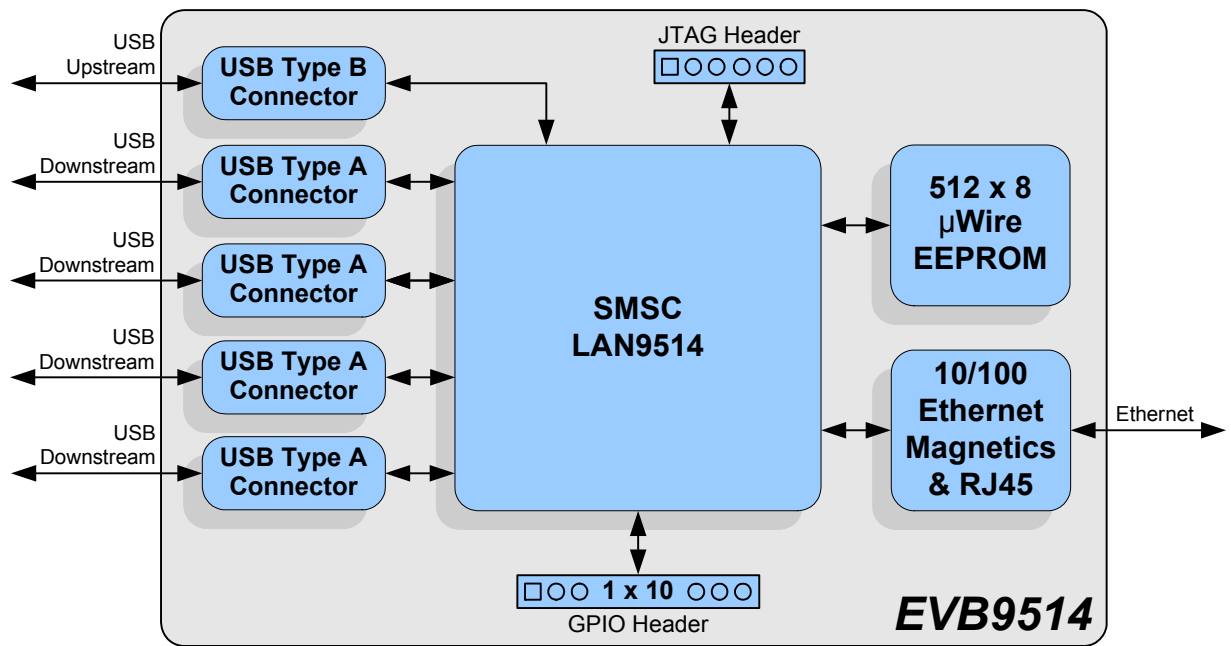 JTAG Header
USB
Upstream
USB Type B
Connector
USB
Downstream
USB Type A
Connector
USB
Downstream
USB Type A
Connector
USB
Downstream
USB Type A
Connector
USB
Downstream
USB Type A
Connector
SMSC
LAN9514
512 x 8
µWire
EEPROM
10/100
Ethernet
Magnetics
& RJ45
Ethernet
1 x 10
GPIO Header
EVB9514